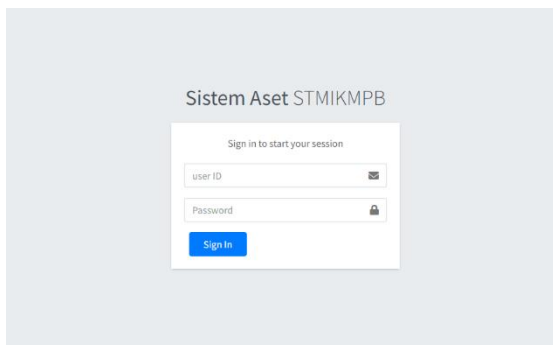 Sistem Aset STMIKMPB
Sign in to start your session
user ID
Password
Sign In